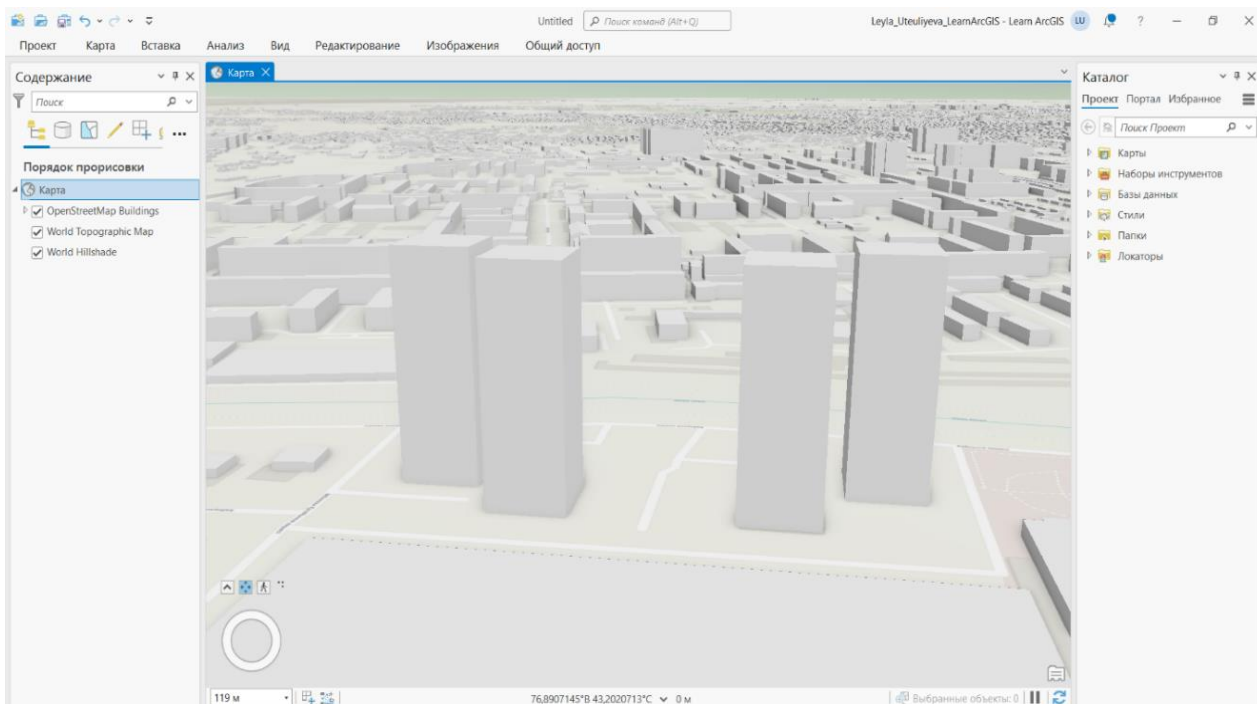 Untitled
Поиск команд (Alt+Q)
Leyla_Uteuliyeva_LearnArcGIS - Learn ArcGIS
LU
?
Проект
Карта
Вставка
Анализ
Вид
Редактирование
Изображения
Общий доступ
Содержание
Поиск
Порядок прорисовки
Карта
OpenStreetMap Buildings
World Topographic Map
World Hillshade
Карта
119 м
76,8907145°В 43,2020713°С
0 м
Выбранные объекты: 0
Каталог
Проект Портал Избранное
Поиск Проект
Карты
Наборы инструментов
Базы данных
Стили
Папки
Локаторы